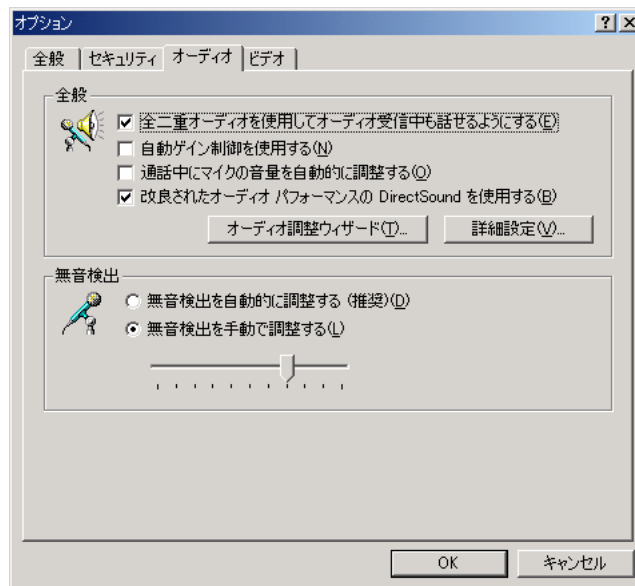 オプション
全般 セキュリティ オーディオ ビデオ
全般
全二重オーディオを使用してオーディオ受信中も話せるようにする(E)
自動ゲイン制御を使用する(N)
通話中にマイクの音量を自動的に調整する(O)
改良されたオーディオ パフォーマンスの DirectSound を使用する(B)
オーディオ調整ウィザード(T)... 詳細設定(V)...
無音検出
無音検出を自動的に調整する (推奨)(D)
無音検出を手動で調整する(L)
OK キャンセル